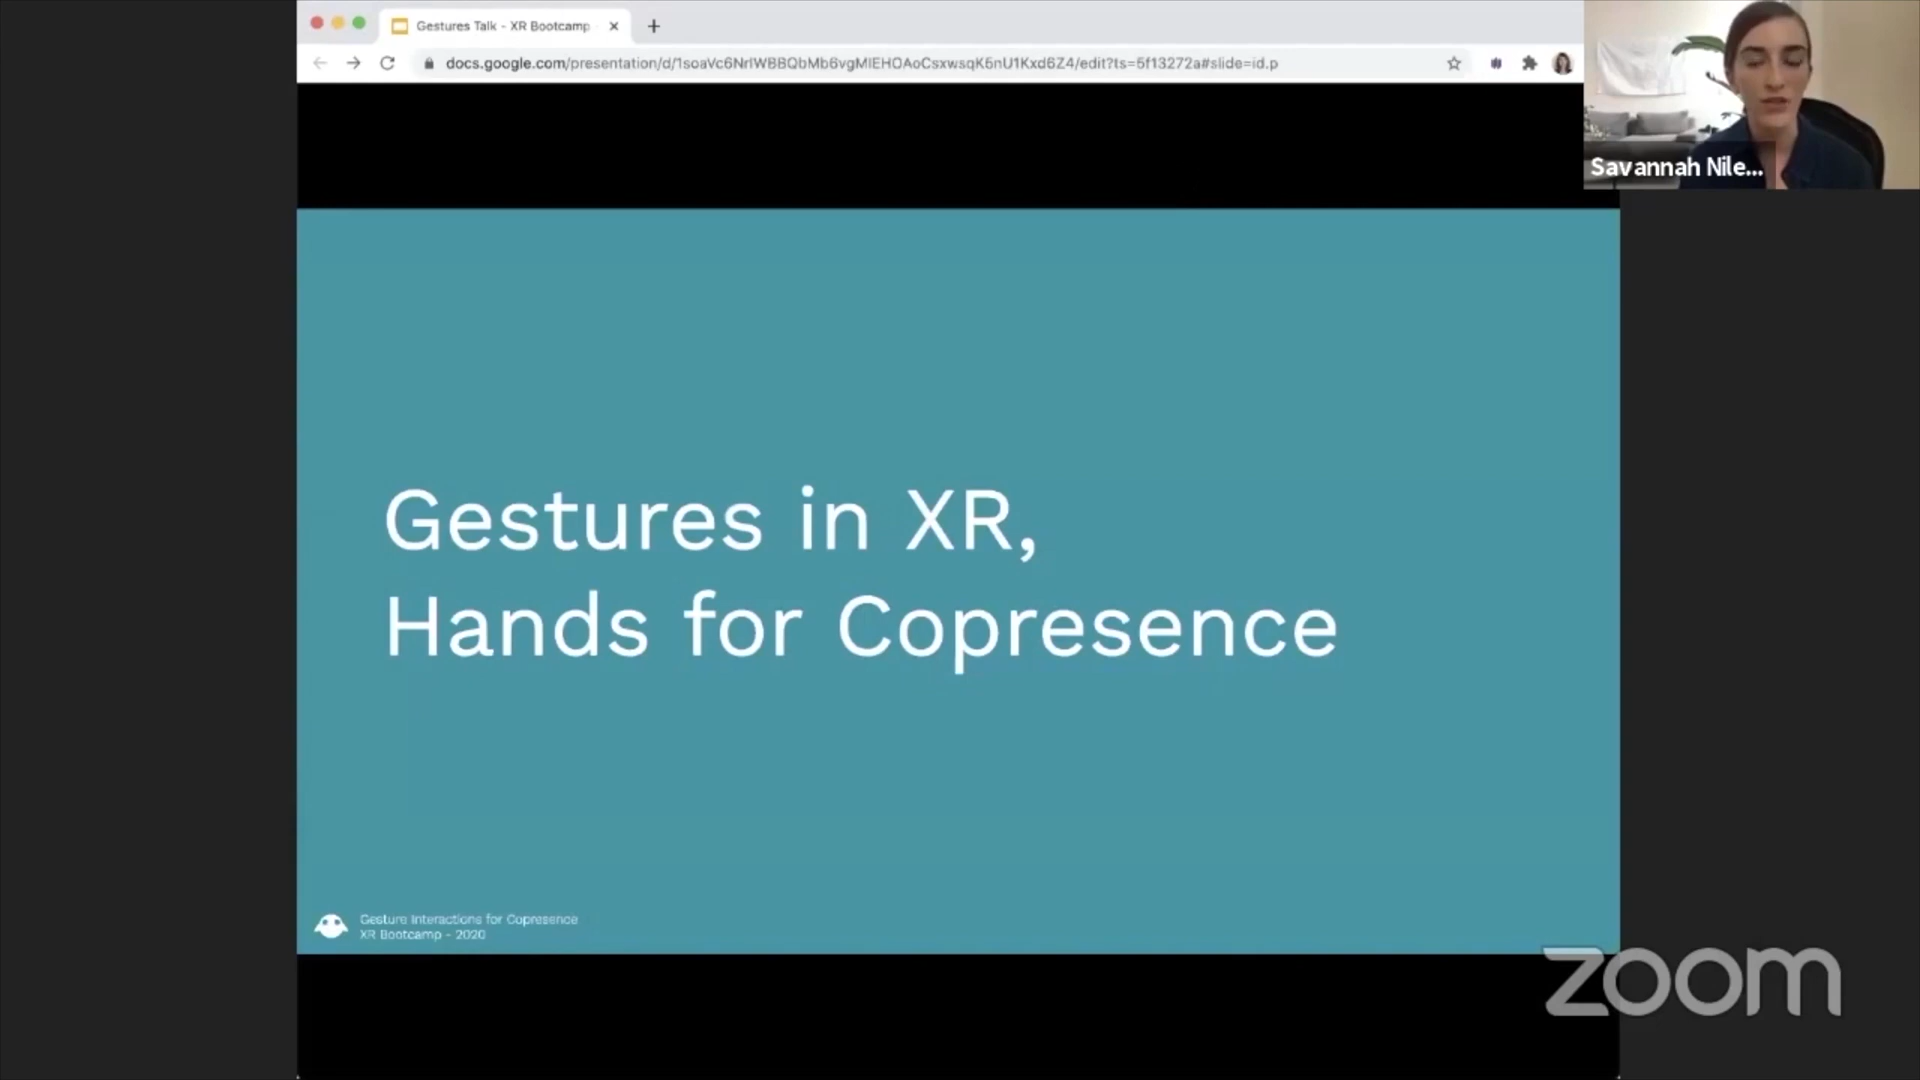 Gestures Talk - XR Bootcamp
docs.google.com/presentation/d/1soaVc6NrIWBBQbMb6vgMIEHOAoCsxwsqK6nU1Kxd6Z4/edit?ts=5f13272a#slide=id.p
Savannah Nile...
Gestures in XR,
Hands for Copresence
Gesture Interactions for Copresence
XR Bootcamp - 2020
zoom